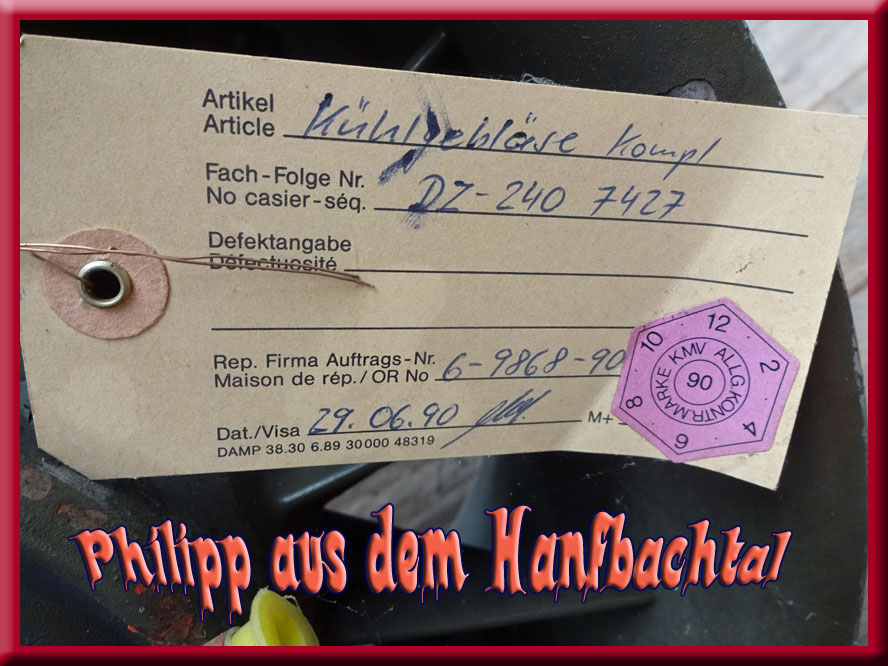 Artikel
Article Kühlgebläse Kompl
Fach-Folge Nr.
No casier-séq. DZ-240 7427
Defektangabe
Défectuosité
Rep. Firma Auftrags-Nr.
Maison de rép./OR No 6-9868-90
Dat./Visa 29.06.90 M+
DAMP 38.30 6.89 30000 48319
12
2
4
6
8
10
KMV ALLG KONTR.MARKE
90
Philipp aus dem Hanfbachtal